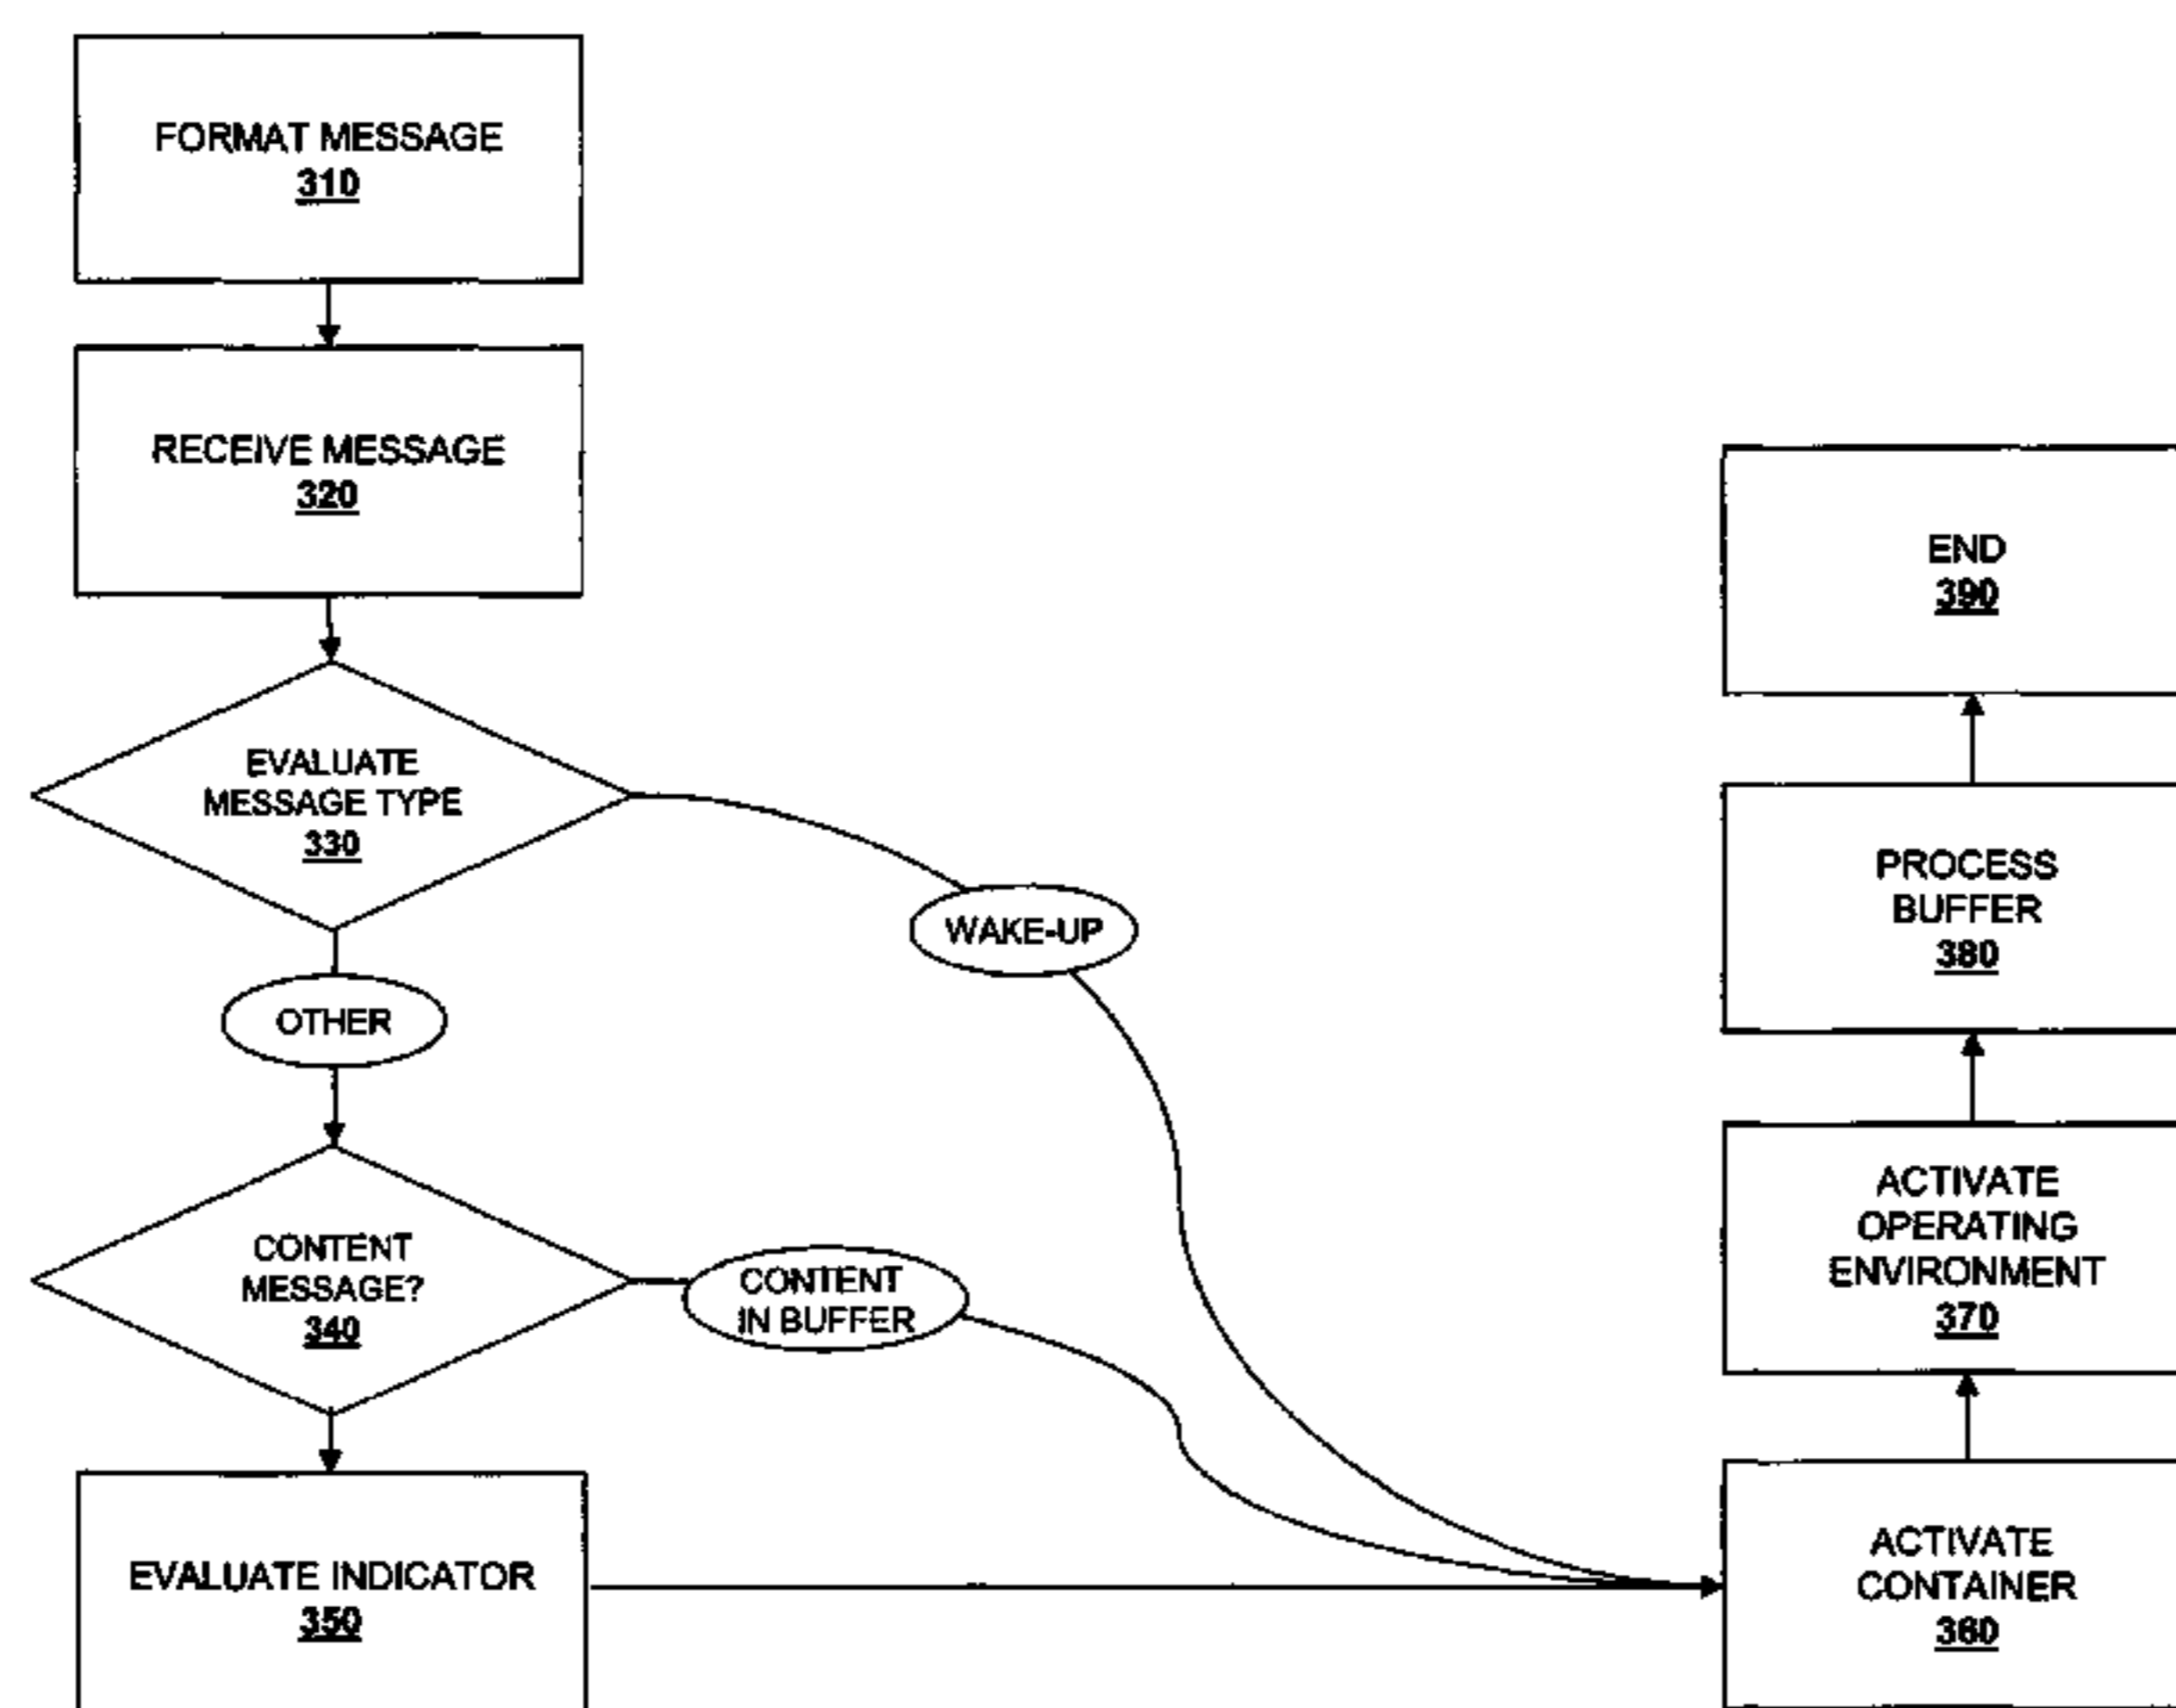 FORMAT MESSAGE
310
RECEIVE MESSAGE
320
EVALUATE
MESSAGE TYPE
330
WAKE-UP
OTHER
CONTENT
MESSAGE?
340
CONTENT
IN BUFFER
EVALUATE INDICATOR
350
ACTIVATE
CONTAINER
360
ACTIVATE
OPERATING
ENVIRONMENT
370
PROCESS
BUFFER
380
END
390